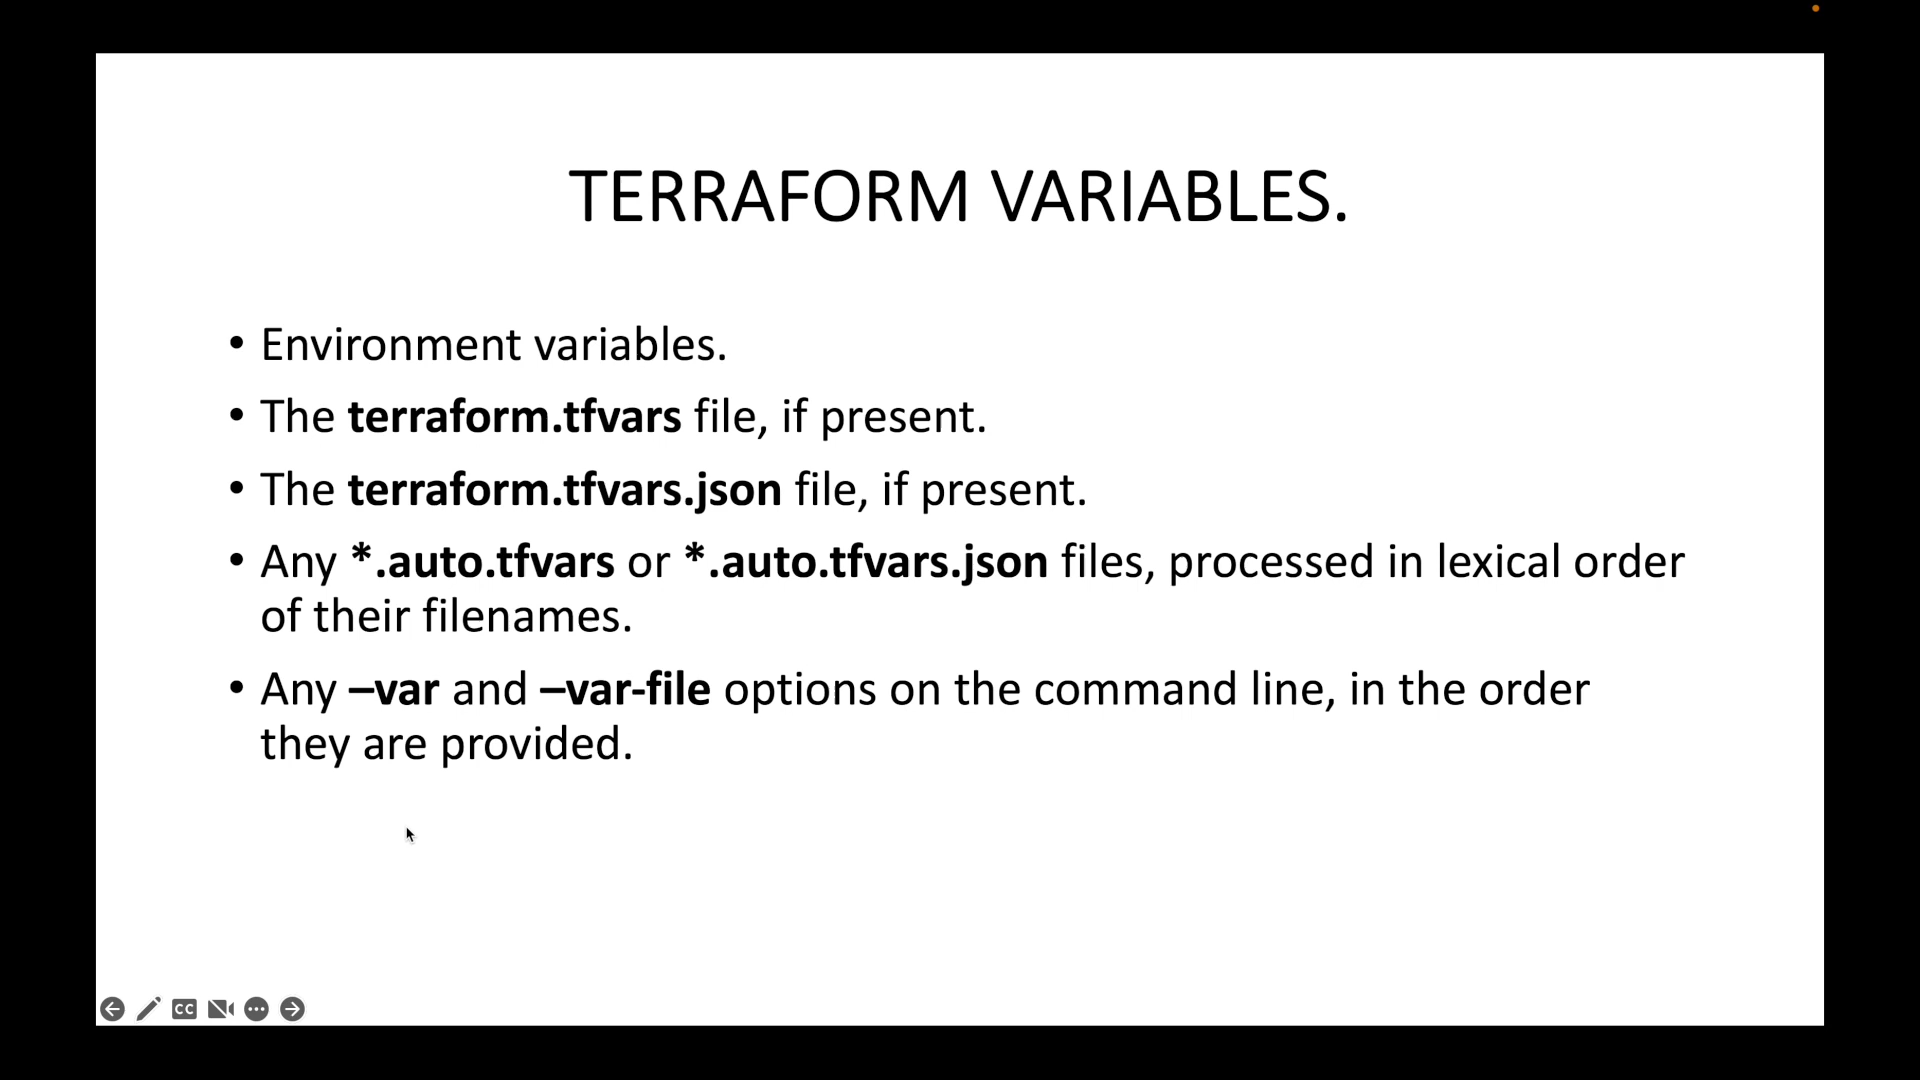 TERRAFORM VARIABLES.
• Environment variables.
• The terraform.tfvars file, if present.
• The terraform.tfvars.json file, if present.
• Any *.auto.tfvars or *.auto.tfvars.json files, processed in lexical order
of their filenames.
• Any –var and –var-file options on the command line, in the order
they are provided.
CC